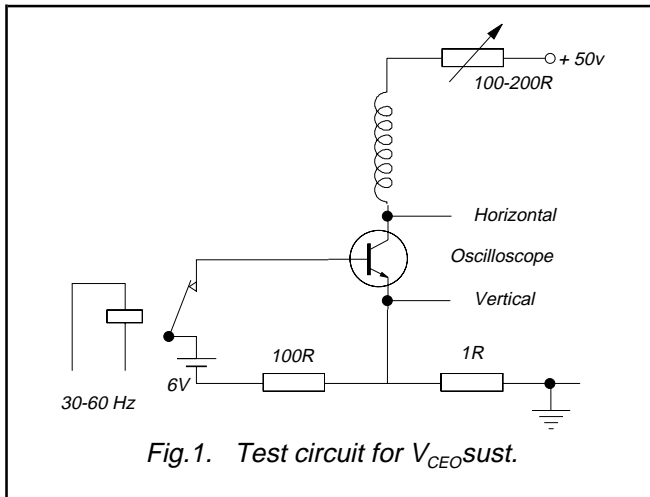 + 50v
100-200R
Horizontal
Oscilloscope
Vertical
100R
1R
6V
30-60 Hz
Fig.1. Test circuit for VCEOsust.